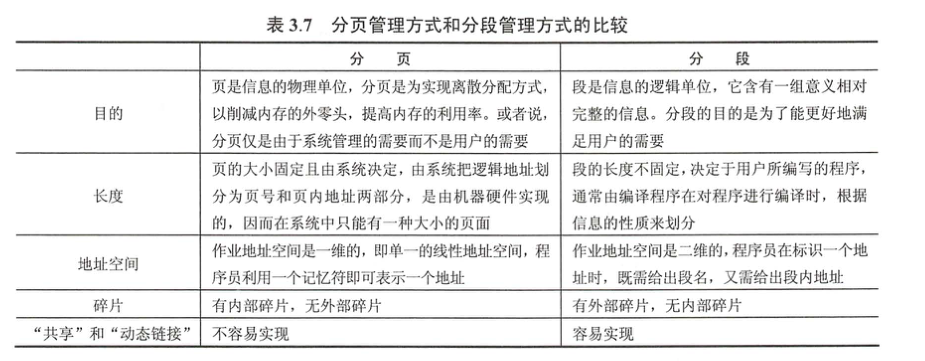 表 3.7 分页管理方式和分段管理方式的比较
分 页
分 段
目的
页是信息的物理单位，分页是为实现离散分配方式，
以削减内存的外零头，提高内存的利用率。或者说，
分页仅是由于系统管理的需要而不是用户的需要
段是信息的逻辑单位，它含有一组意义相对
完整的信息。分段的目的是为了能更好地满
足用户的需要
长度
页的大小固定且由系统决定，由系统把逻辑地址划
分为页号和页内地址两部分，是由机器硬件实现
的，因而在系统中只能有一种大小的页面
段的长度不固定，决定于用户所编写的程序，
通常由编译程序在对程序进行编译时，根据
信息的性质来划分
地址空间
作业地址空间是一维的，即单一的线性地址空间，程
序员利用一个记忆符即可表示一个地址
作业地址空间是二维的，程序员在标识一个地
址时，既需给出段名，又需给出段内地址
碎片
有内部碎片，无外部碎片
有外部碎片，无内部碎片
“共享”和“动态链接”
不容易实现
容易实现